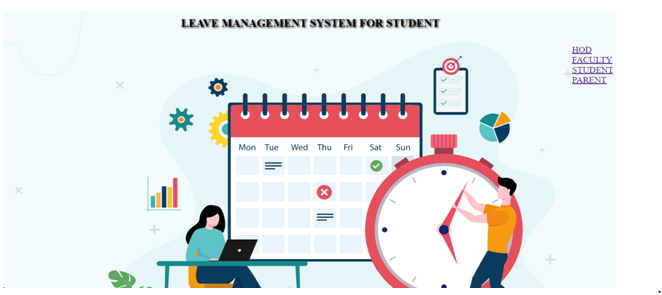 LEAVE MANAGEMENT SYSTEM FOR STUDENT
HOD
FACULTY
STUDENT
PARENT
Mon Tue Wed Thu Fri Sat Sun